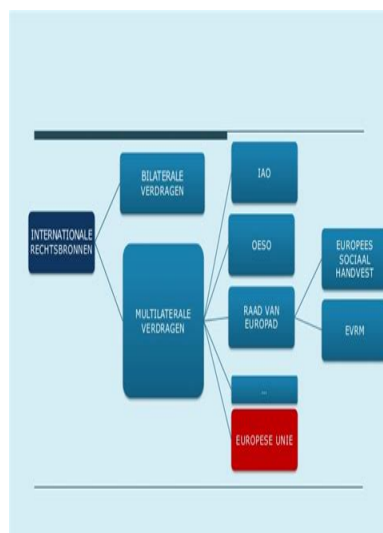 INTERNATIONALE
RECHTSBRONNEN
BILATERALE
VERDRAGEN
MULTILATERALE
VERDRAGEN
IAO
OESO
RAAD VAN
EUROPAD
EUROPEES
SOCIAAL
HANDVEST
EVRM
...
EUROPESE UNIE